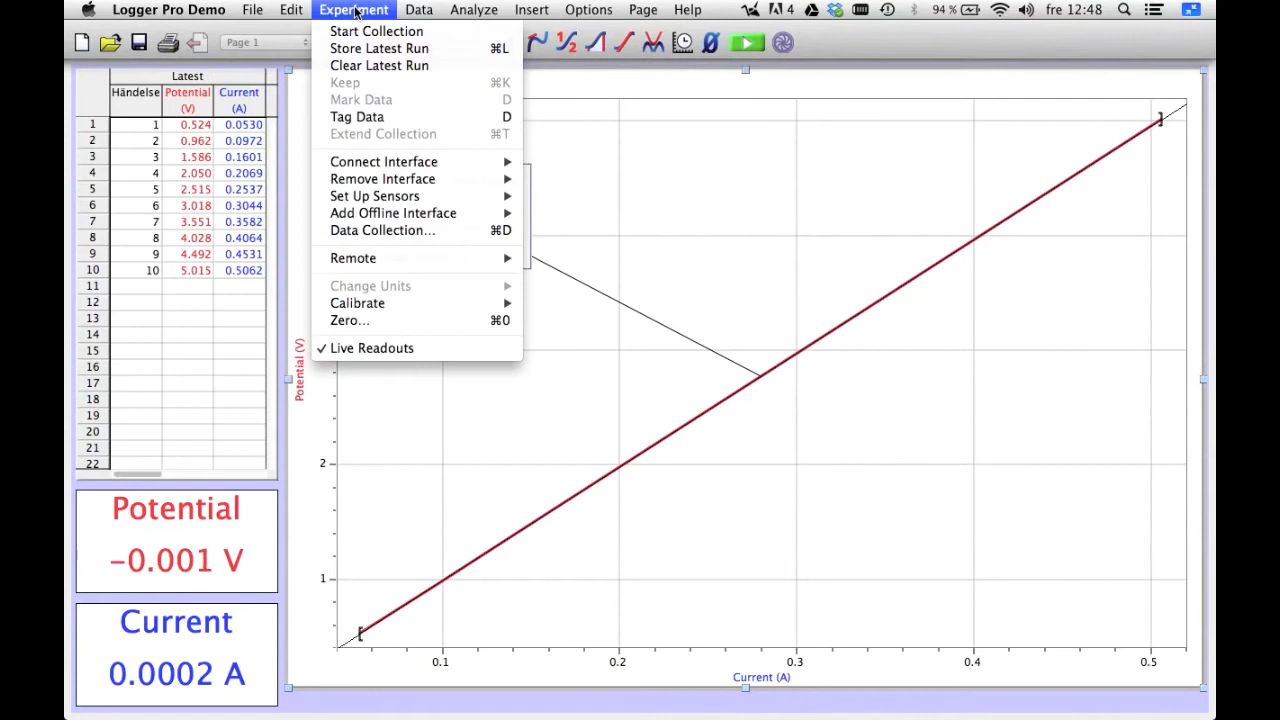 Logger Pro Demo File Edit Experiment Data Analyze Insert Options Page Help 4 94% fre 12:48
Page 1
Start Collection
Store Latest Run ⌘L
Clear Latest Run
Keep ⌘K
Mark Data D
Tag Data D
Extend Collection ⌘T
Connect Interface
Remove Interface
Set Up Sensors
Add Offline Interface
Data Collection... ⌘D
Remote
Change Units
Calibrate
Zero... ⌘0
✓ Live Readouts
Latest
Händelse Potential Current
(V) (A)
1 1 0.524 0.0530
2 2 0.962 0.0972
3 3 1.586 0.1601
4 4 2.050 0.2069
5 5 2.515 0.2537
6 6 3.018 0.3044
7 7 3.551 0.3582
8 8 4.028 0.4064
9 9 4.492 0.4531
10 10 5.015 0.5062
11
12
13
14
15
16
17
18
19
20
21
22
Potential
-0.001 V
Current
0.0002 A
Potential (V)
2
1
0.1 0.2 0.3 0.4 0.5
Current (A)